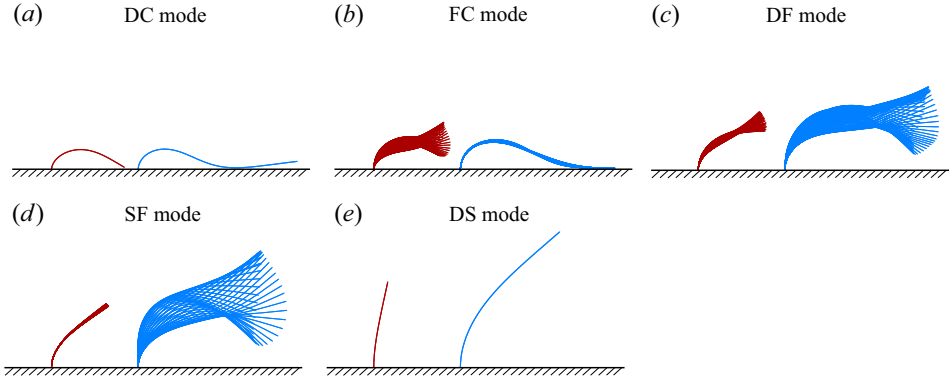 (a) DC mode
(b) FC mode
(c) DF mode
(d) SF mode
(e) DS mode